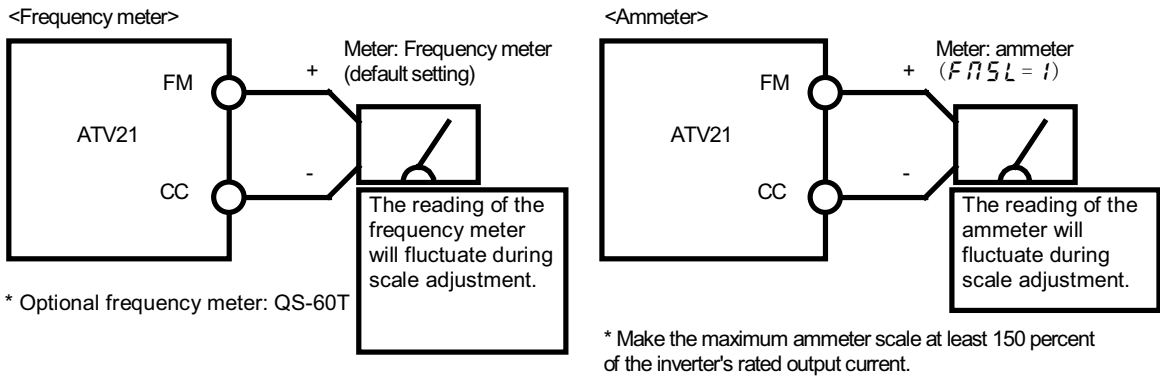 <Frequency meter>
Meter: Frequency meter
(default setting)
FM
+
ATV21
CC
-
The reading of the
frequency meter
will fluctuate during
scale adjustment.
* Optional frequency meter: QS-60T
<Ammeter>
Meter: ammeter
(FMSL = 1)
FM
+
ATV21
CC
-
The reading of the
ammeter will
fluctuate during
scale adjustment.
* Make the maximum ammeter scale at least 150 percent
of the inverter's rated output current.